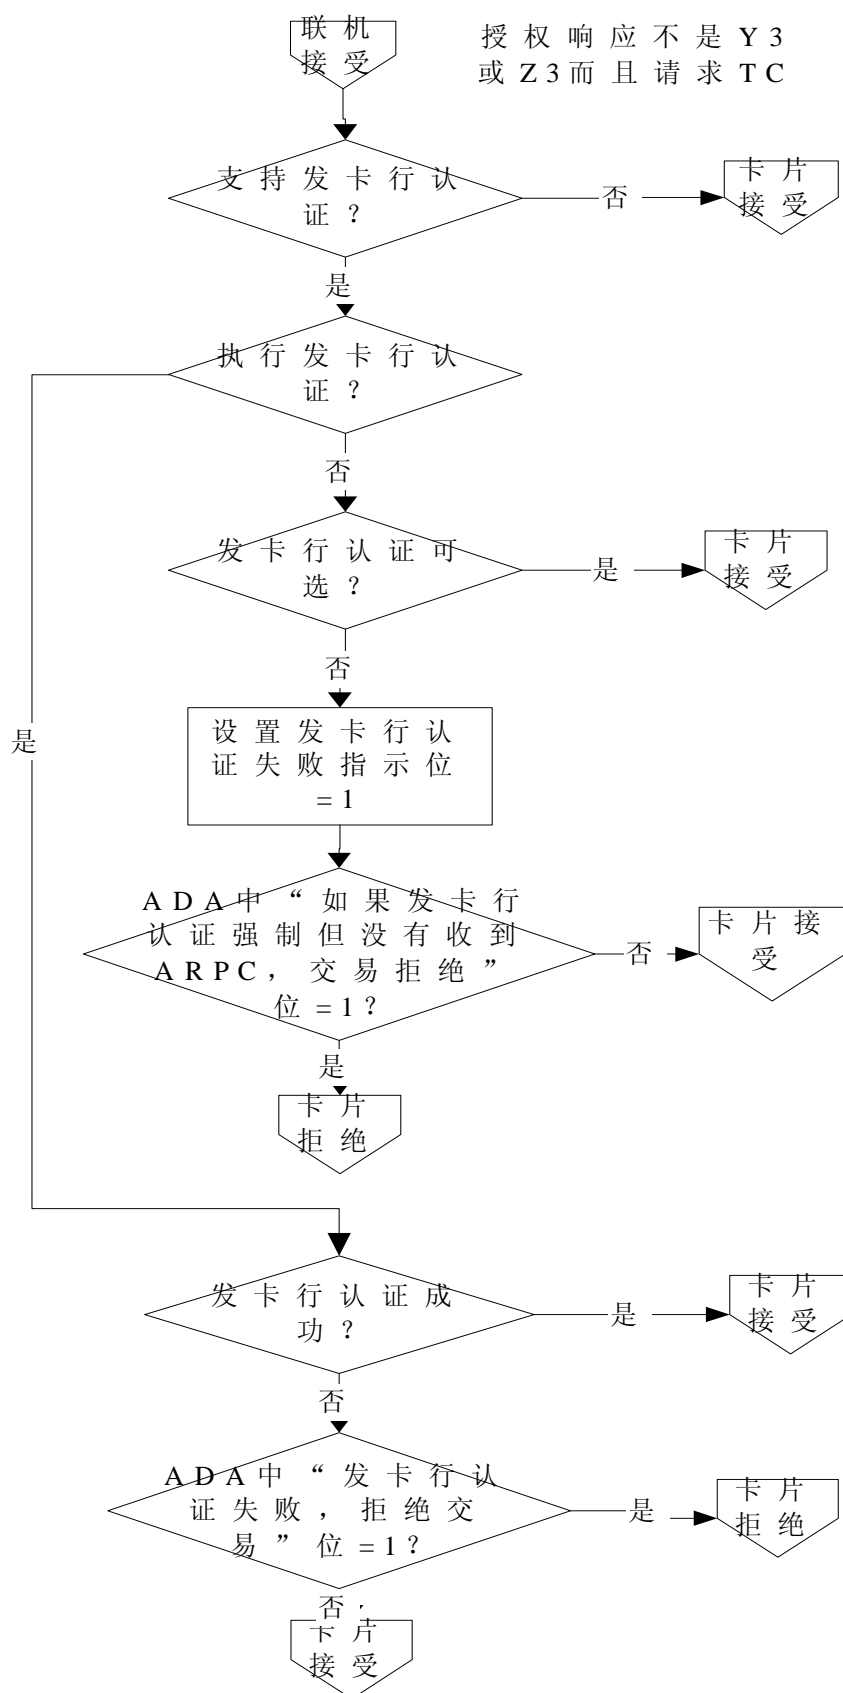 联机
接受
授权响应不是Y3
或Z3而且请求TC
支持发卡行认
证？
否
卡片
接受
是
执行发卡行认
证？
否
发卡行认证可
选？
是
卡片
接受
否
设置发卡行认
证失败指示位
=1
是
ADA中“如果发卡行
认证强制但没有收到
ARPC，交易拒绝”
位=1？
否
卡片接
受
是
卡片
拒绝
发卡行认证成
功？
是
卡片
接受
否
ADA中“发卡行认
证失败，拒绝交
易”位=1？
是
卡片
拒绝
否
卡片
接受